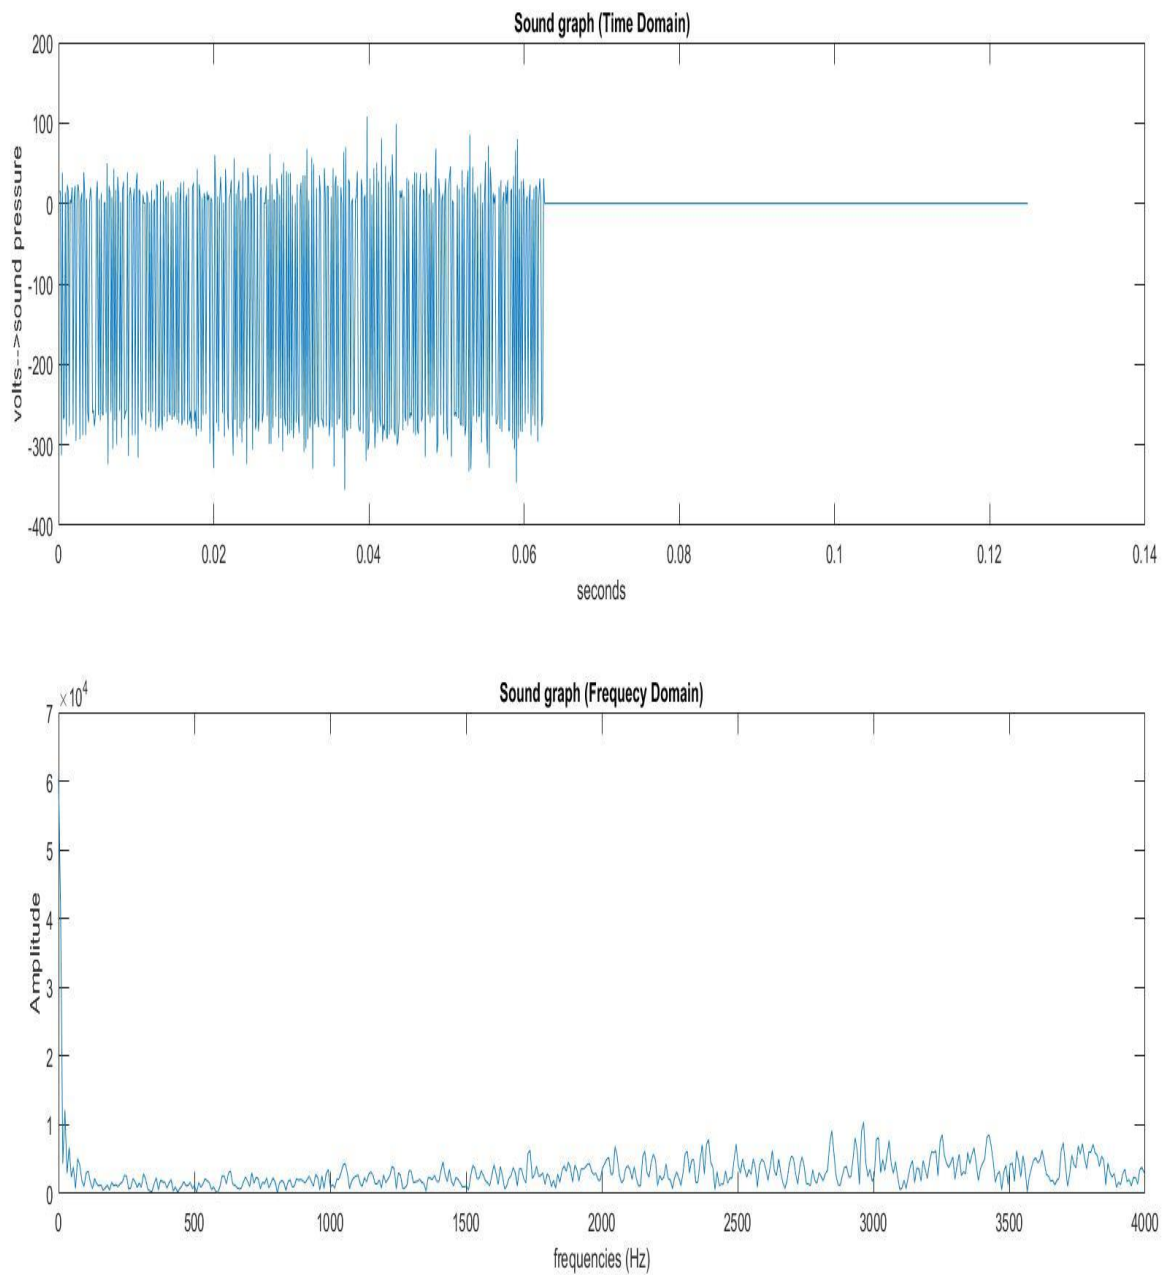 Sound graph (Time Domain)
200
100
0
-100
-200
-300
-400
volts-->sound pressure
0 0.02 0.04 0.06 0.08 0.1 0.12 0.14
seconds
×10⁴
Sound graph (Frequecy Domain)
7
6
5
4
3
2
1
0
Amplitude
0 500 1000 1500 2000 2500 3000 3500 4000
frequencies (Hz)